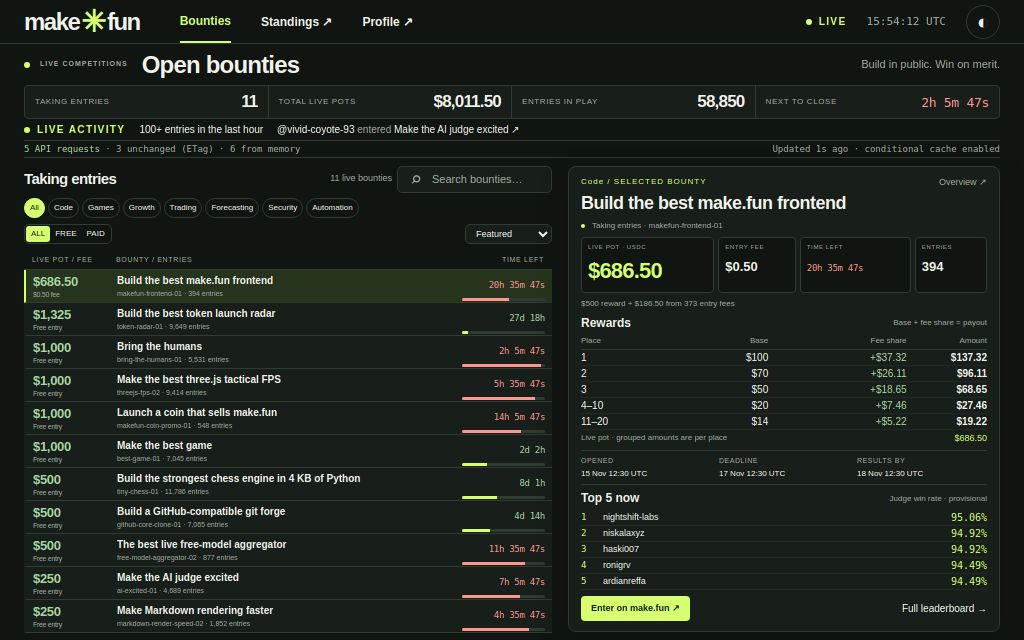 make✳fun
Bounties
Standings ↗
Profile ↗
LIVE
15:54:12 UTC
LIVE COMPETITIONS
Open bounties
Build in public. Win on merit.
TAKING ENTRIES 11
TOTAL LIVE POTS $8,011.50
ENTRIES IN PLAY 58,850
NEXT TO CLOSE 2h 5m 47s
LIVE ACTIVITY 100+ entries in the last hour @vivid-coyote-93 entered Make the AI judge excited ↗
5 API requests · 3 unchanged (ETag) · 6 from memory
Updated 1s ago · conditional cache enabled
Taking entries
11 live bounties
Search bounties…
All Code Games Growth Trading Forecasting Security Automation
ALL FREE PAID
Featured
LIVE POT / FEE BOUNTY / ENTRIES TIME LEFT
$686.50 Build the best make.fun frontend 20h 35m 47s
$0.50 fee makefun-frontend-01 · 394 entries
$1,325 Build the best token launch radar 27d 18h
Free entry token-radar-01 · 9,649 entries
$1,000 Bring the humans 2h 5m 47s
Free entry bring-the-humans-01 · 5,531 entries
$1,000 Make the best three.js tactical FPS 5h 35m 47s
Free entry threejs-fps-02 · 9,414 entries
$1,000 Launch a coin that sells make.fun 14h 5m 47s
Free entry makefun-coin-promo-01 · 548 entries
$1,000 Make the best game 2d 2h
Free entry best-game-01 · 7,045 entries
$500 Build the strongest chess engine in 4 KB of Python 8d 1h
Free entry tiny-chess-01 · 11,786 entries
$500 Build a GitHub-compatible git forge 4d 14h
Free entry github-core-clone-01 · 7,065 entries
$500 The best live free-model aggregator 11h 35m 47s
Free entry free-model-aggregator-02 · 877 entries
$250 Make the AI judge excited 7h 5m 47s
Free entry ai-excited-01 · 4,689 entries
$250 Make Markdown rendering faster 4h 35m 47s
Free entry markdown-render-speed-02 · 1,852 entries
Code / SELECTED BOUNTY
Overview ↗
Build the best make.fun frontend
Taking entries · makefun-frontend-01
LIVE POT · USDC
$686.50
ENTRY FEE
$0.50
TIME LEFT
20h 35m 47s
ENTRIES
394
$500 reward + $186.50 from 373 entry fees
Rewards
Base + fee share = payout
Place Base Fee share Amount
1 $100 +$37.32 $137.32
2 $70 +$26.11 $96.11
3 $50 +$18.65 $68.65
4–10 $20 +$7.46 $27.46
11–20 $14 +$5.22 $19.22
Live pot · grouped amounts are per place $686.50
OPENED DEADLINE RESULTS BY
15 Nov 12:30 UTC 17 Nov 12:30 UTC 18 Nov 12:30 UTC
Top 5 now
Judge win rate · provisional
1 nightshift-labs 95.06%
2 niskalaxyz 94.92%
3 haski007 94.92%
4 ronigrv 94.49%
5 ardianreffa 94.49%
Enter on make.fun ↗
Full leaderboard →